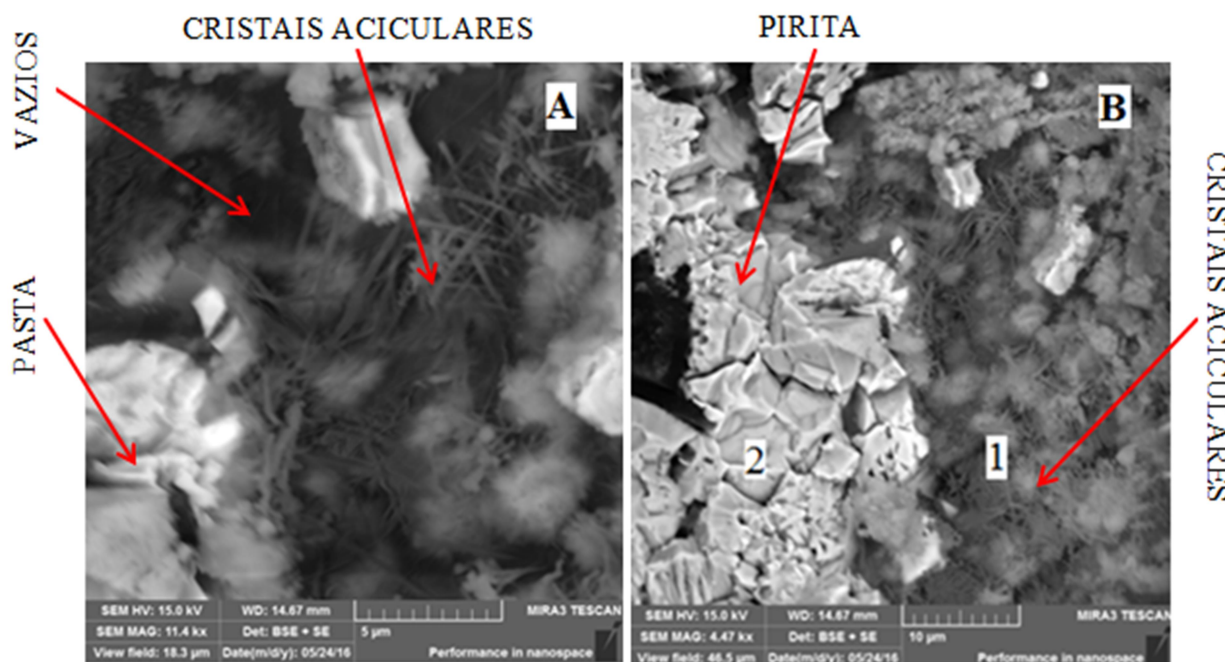 CRISTAIS ACICULARES
PIRITA
VAZIOS
PASTA
CRISTAIS ACICULARES
A
B
2
1
SEM HV: 15.0 kV
WD: 14.67 mm
MIRA3 TESCAN
SEM MAG: 11.4 kx
Det: BSE + SE
5 µm
View field: 18.3 µm
Date(m/d/y): 05/24/16
Performance in nanospace
SEM HV: 15.0 kV
WD: 14.67 mm
MIRA3 TESCAN
SEM MAG: 4.47 kx
Det: BSE + SE
10 µm
View field: 46.5 µm
Date(m/d/y): 05/24/16
Performance in nanospace